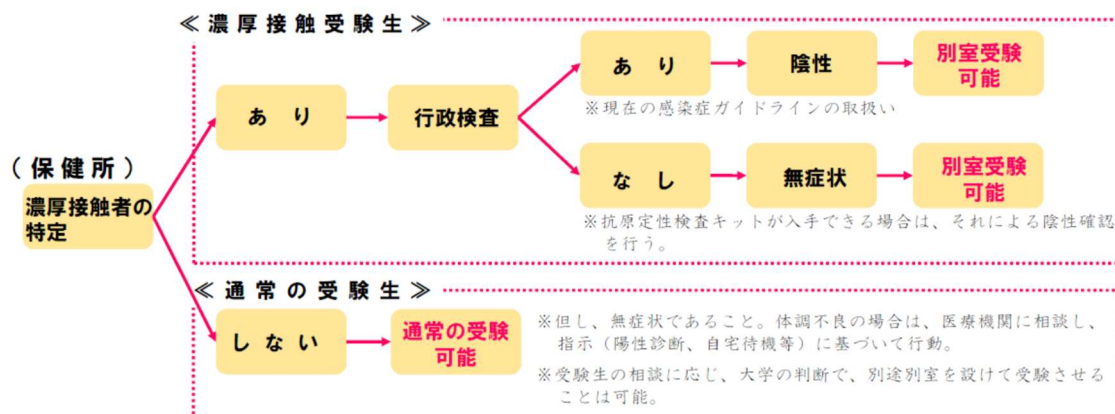 ≪濃厚接触受験生≫
あり
行政検査
あり
陰性
別室受験
可能
※現在の感染症ガイドラインの取扱い
なし
無症状
別室受験
可能
※抗原定性検査キットが入手できる場合は、それによる陰性確認
を行う。
(保健所)
濃厚接触者の
特定
≪通常の受験生≫
しない
通常の受験
可能
※但し、無症状であること。体調不良の場合は、医療機関に相談し、
指示（陽性診断、自宅待機等）に基づいて行動。
※受験生の相談に応じ、大学の判断で、別途別室を設けて受験させる
ことは可能。